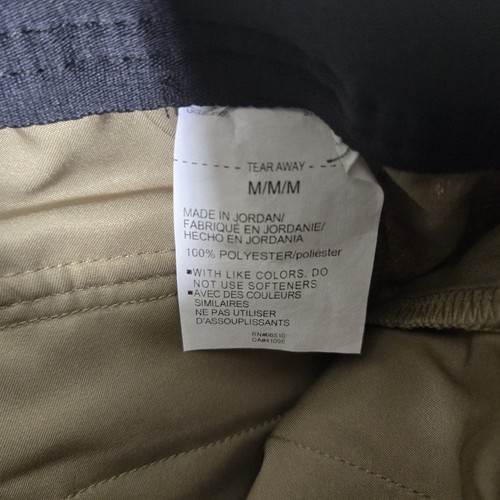 TEAR AWAY
M/M/M
MADE IN JORDAN/
FABRIQUÉ EN JORDANIE/
HECHO EN JORDANIA
100% POLYESTER/poliester
▪WITH LIKE COLORS. DO
NOT USE SOFTENERS
▪AVEC DES COULEURS
SIMILAIRES
NE PAS UTILISER
D'ASSOUPLISSANTS